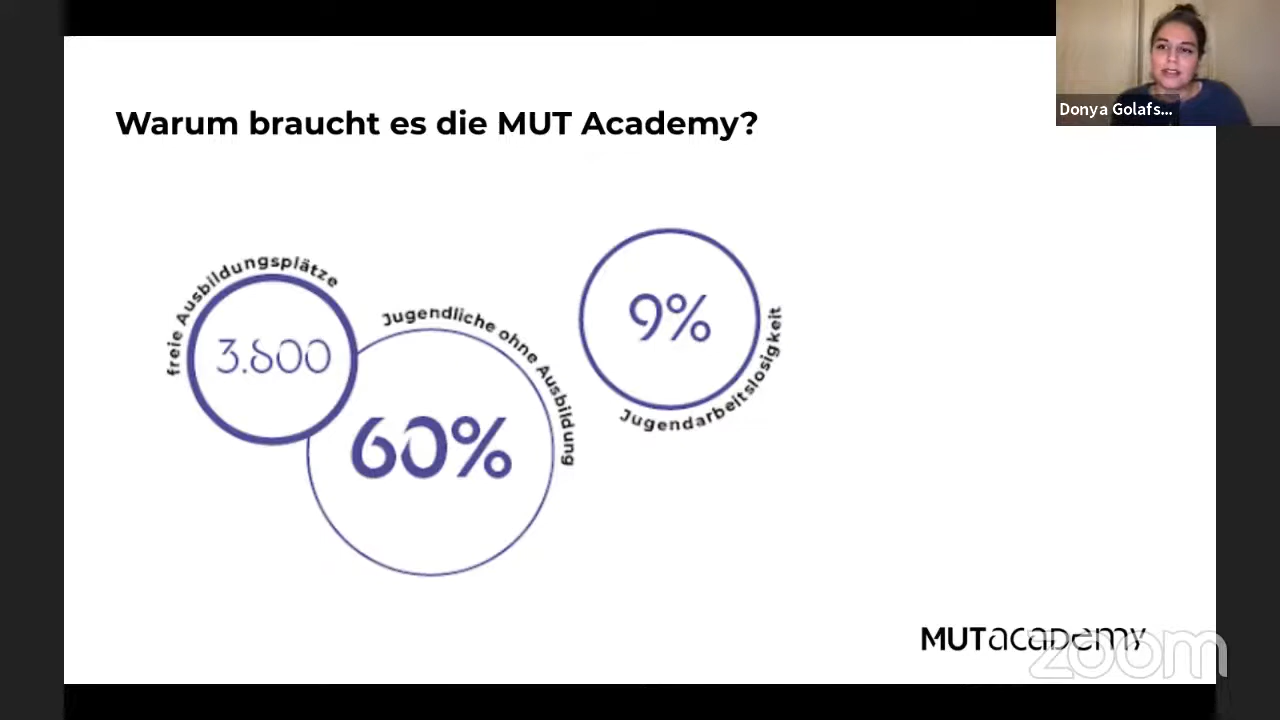 Donya Golafs...
Warum braucht es die MUT Academy?
freie Ausbildungsplätze
3.800
Jugendliche ohne Ausbildung
60%
9%
Jugendarbeitslosigkeit
MUTacademy
zoom